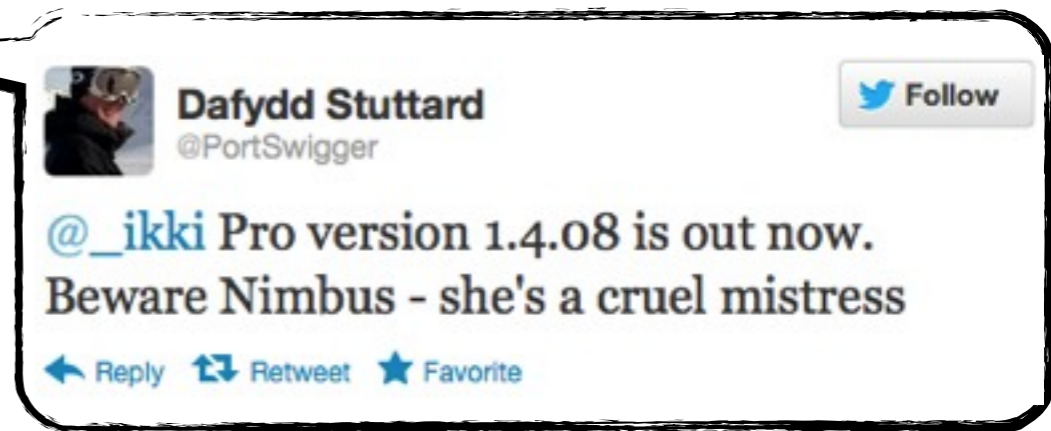 Dafydd Stuttard
@PortSwigger
Follow
@_ikki Pro version 1.4.08 is out now.
Beware Nimbus - she's a cruel mistress
Reply Retweet Favorite